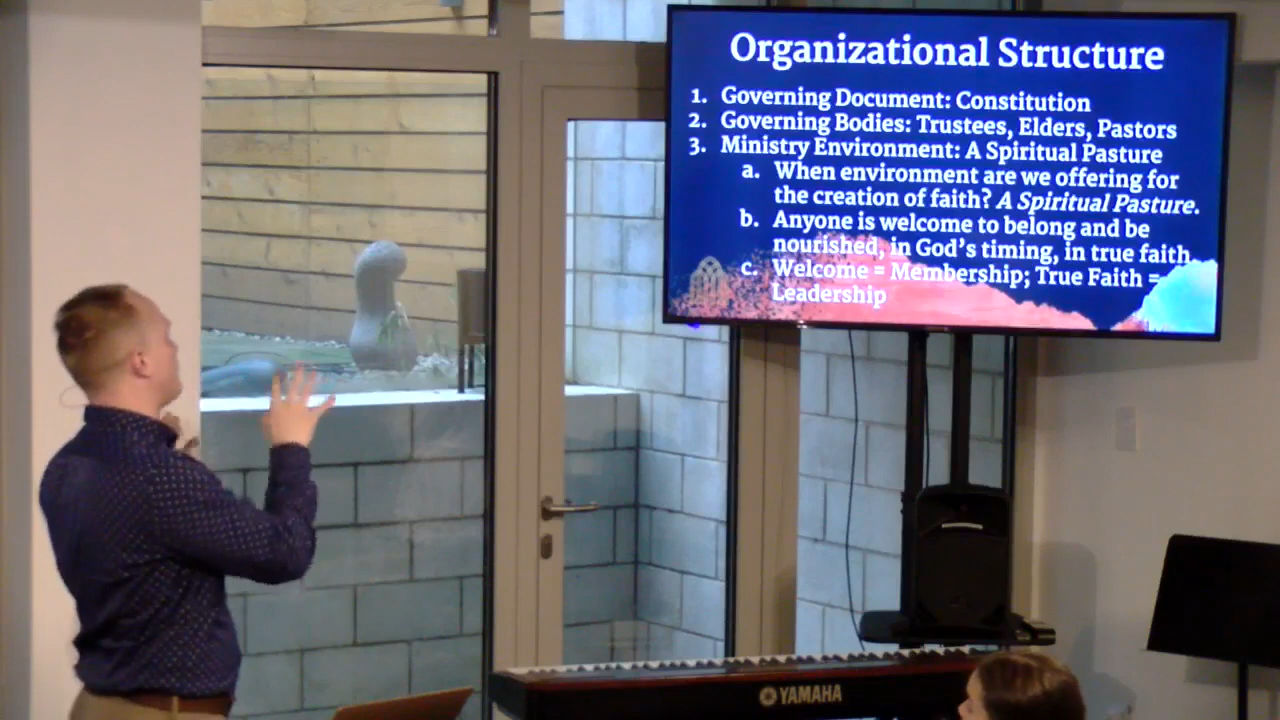 Organizational Structure
1. Governing Document: Constitution
2. Governing Bodies: Trustees, Elders, Pastors
3. Ministry Environment: A Spiritual Pasture
a. When environment are we offering for
the creation of faith? A Spiritual Pasture.
b. Anyone is welcome to belong and be
nourished, in God's timing, in true faith
c. Welcome = Membership; True Faith =
Leadership
YAMAHA